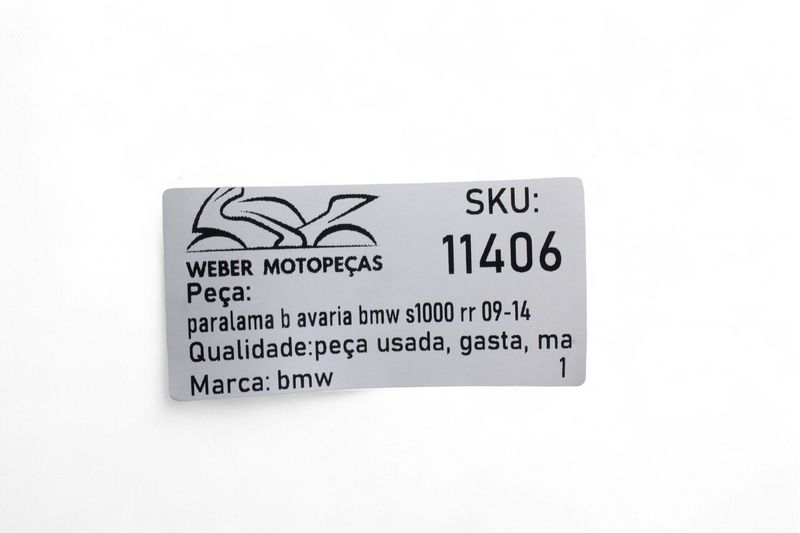 SKU:
11406
WEBER MOTOPEÇAS
Peça:
paralama b avaria bmw s1000 rr 09-14
Qualidade:peça usada, gasta, ma
Marca: bmw
1